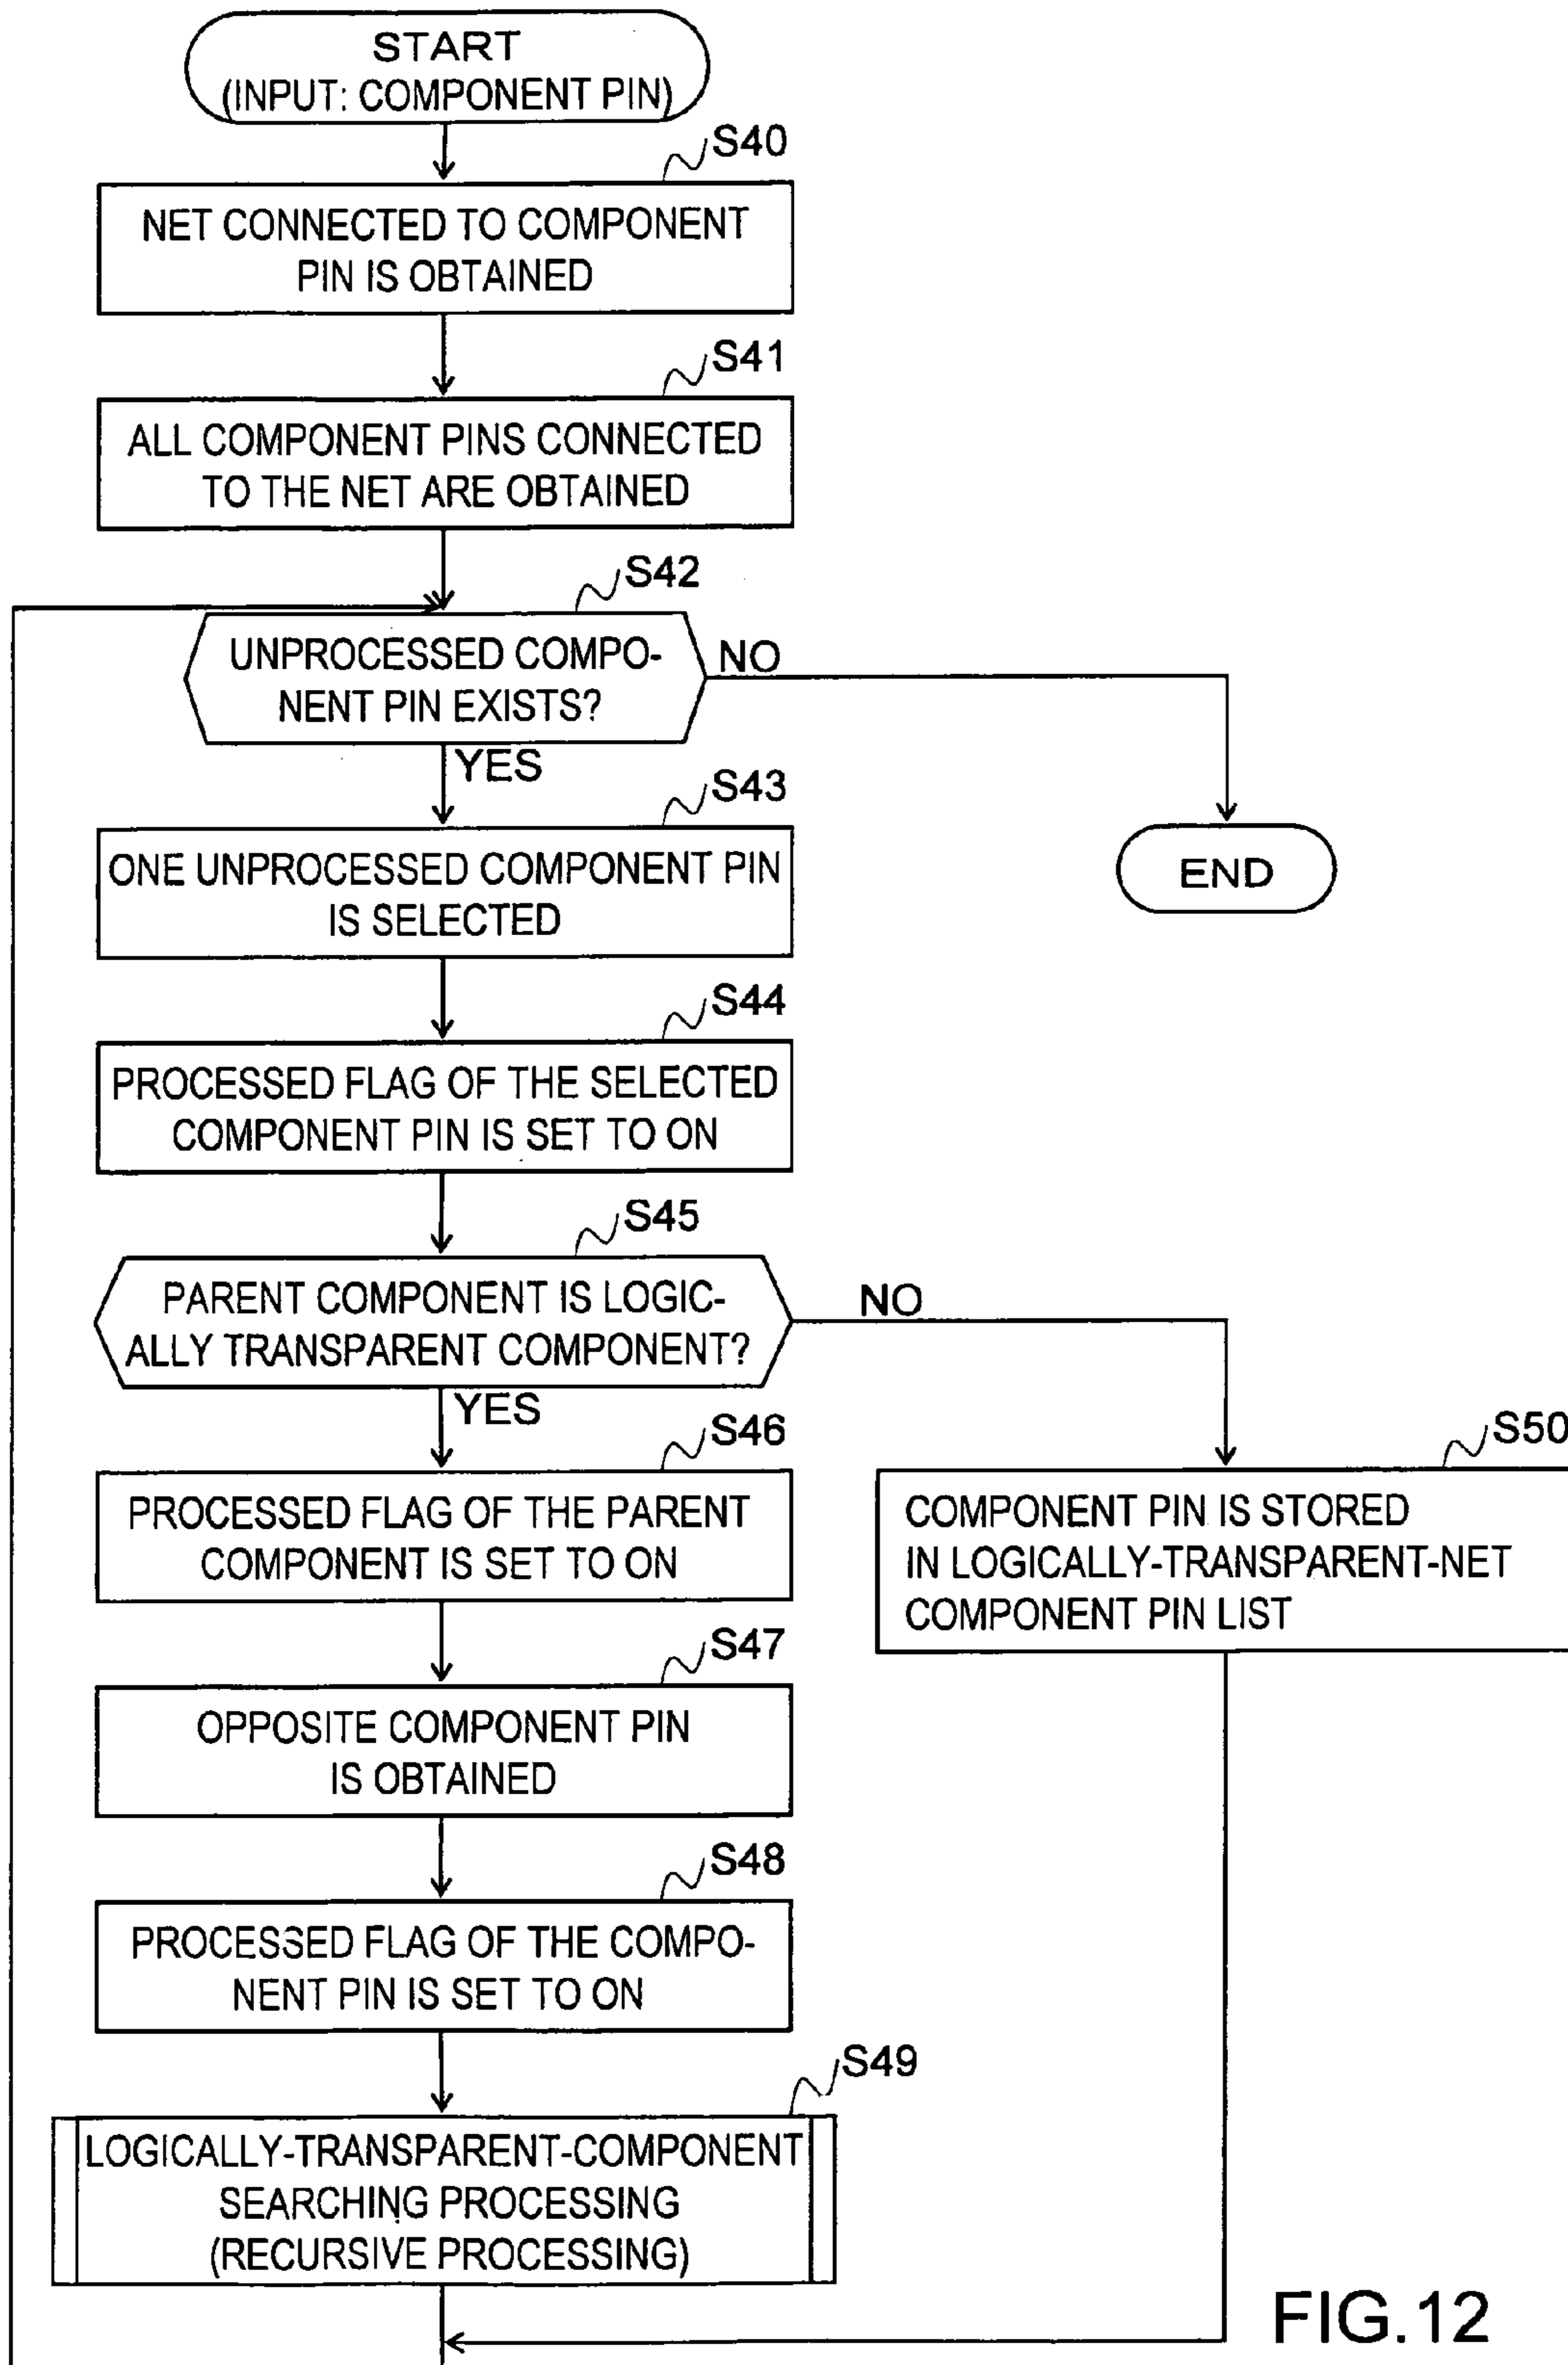 START
(INPUT: COMPONENT PIN)
S40
NET CONNECTED TO COMPONENT
PIN IS OBTAINED
S41
ALL COMPONENT PINS CONNECTED
TO THE NET ARE OBTAINED
S42
UNPROCESSED COMPO-
NENT PIN EXISTS?
NO
YES
END
S43
ONE UNPROCESSED COMPONENT PIN
IS SELECTED
S44
PROCESSED FLAG OF THE SELECTED
COMPONENT PIN IS SET TO ON
S45
PARENT COMPONENT IS LOGIC-
ALLY TRANSPARENT COMPONENT?
NO
YES
S46
PROCESSED FLAG OF THE PARENT
COMPONENT IS SET TO ON
S50
COMPONENT PIN IS STORED
IN LOGICALLY-TRANSPARENT-NET
COMPONENT PIN LIST
S47
OPPOSITE COMPONENT PIN
IS OBTAINED
S48
PROCESSED FLAG OF THE COMPO-
NENT PIN IS SET TO ON
S49
LOGICALLY-TRANSPARENT-COMPONENT
SEARCHING PROCESSING
(RECURSIVE PROCESSING)
FIG.12